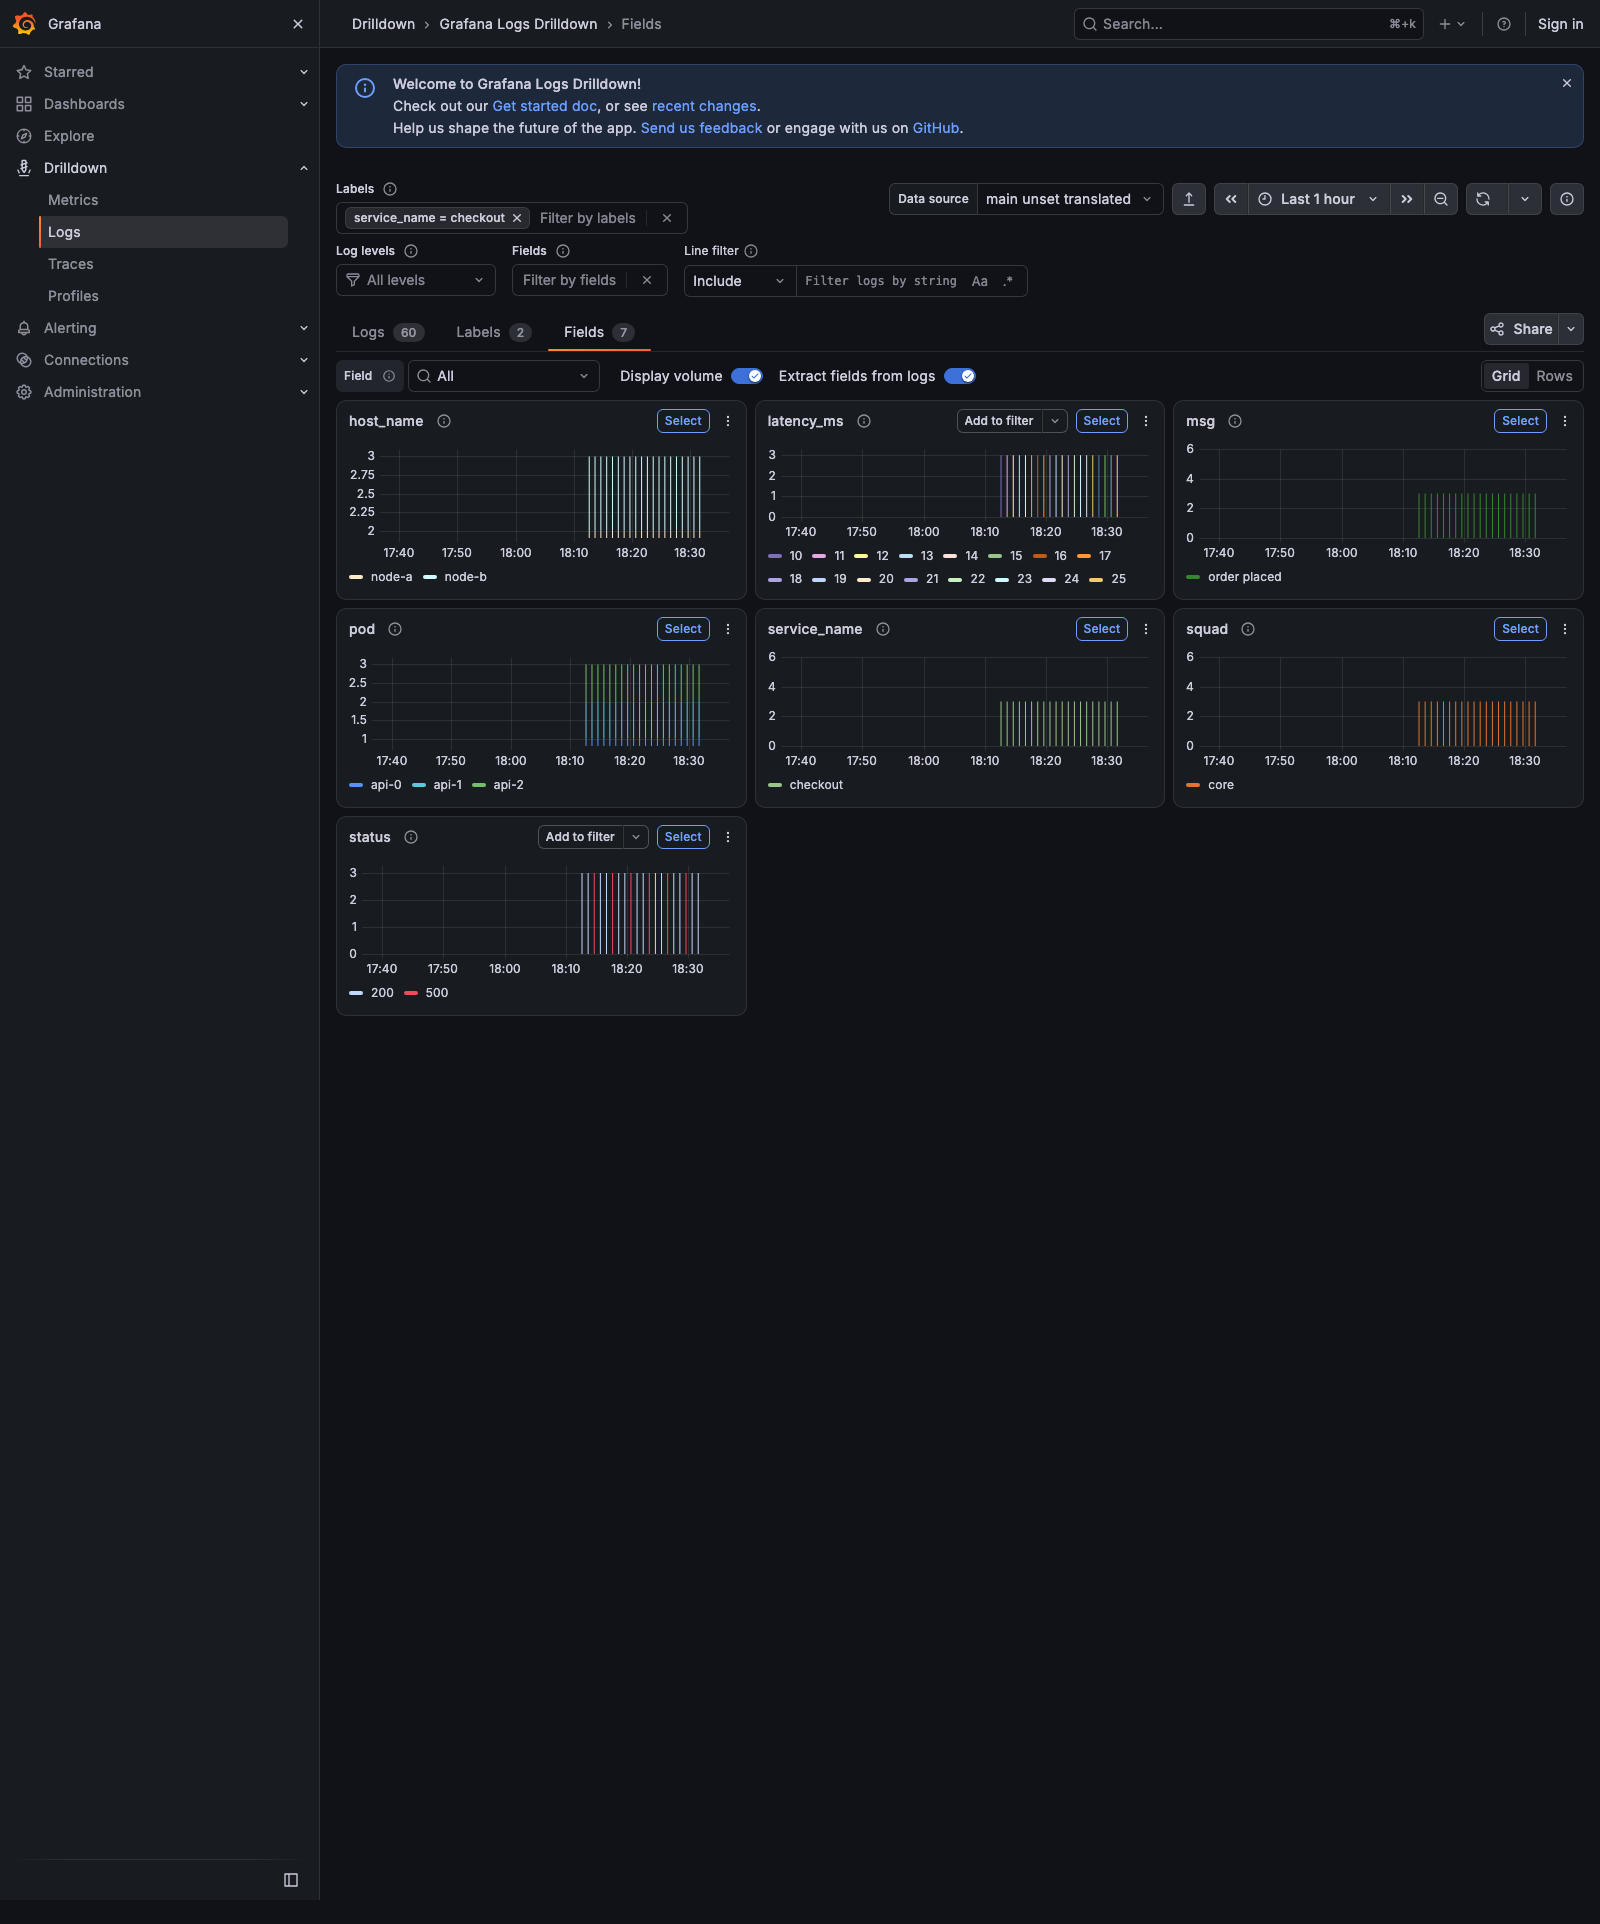 Grafana
Drilldown › Grafana Logs Drilldown › Fields
Search... ⌘+k
Sign in
Starred
Dashboards
Explore
Drilldown
Metrics
Logs
Traces
Profiles
Alerting
Connections
Administration
Welcome to Grafana Logs Drilldown!
Check out our Get started doc, or see recent changes.
Help us shape the future of the app. Send us feedback or engage with us on GitHub.
Labels
service_name = checkout Filter by labels
Data source main unset translated
Last 1 hour
Log levels Fields Line filter
All levels Filter by fields Include Filter logs by string Aa .*
Logs 60 Labels 2 Fields 7
Share
Field All Display volume Extract fields from logs
Grid Rows
host_name Select
3
2.75
2.5
2.25
2
17:40 17:50 18:00 18:10 18:20 18:30
node-a node-b
latency_ms Add to filter Select
3
2
1
0
17:40 17:50 18:00 18:10 18:20 18:30
10 11 12 13 14 15 16 17
18 19 20 21 22 23 24 25
msg Select
6
4
2
0
17:40 17:50 18:00 18:10 18:20 18:30
order placed
pod Select
3
2.5
2
1.5
1
17:40 17:50 18:00 18:10 18:20 18:30
api-0 api-1 api-2
service_name Select
6
4
2
0
17:40 17:50 18:00 18:10 18:20 18:30
checkout
squad Select
6
4
2
0
17:40 17:50 18:00 18:10 18:20 18:30
core
status Add to filter Select
3
2
1
0
17:40 17:50 18:00 18:10 18:20 18:30
200 500